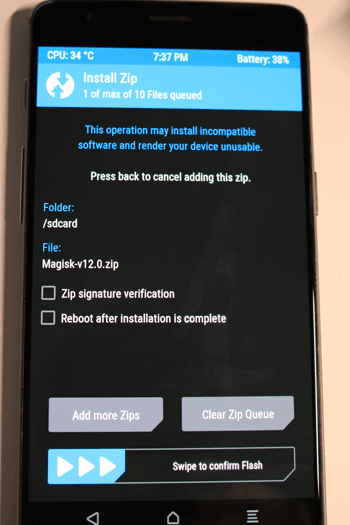 CPU: 34 °C 7:37 PM Battery: 38%
Install Zip
1 of max of 10 Files queued
This operation may install incompatible
software and render your device unusable.
Press back to cancel adding this zip.
Folder:
/sdcard
File:
Magisk-v12.0.zip
Zip signature verification
Reboot after installation is complete
Add more Zips Clear Zip Queue
Swipe to confirm Flash